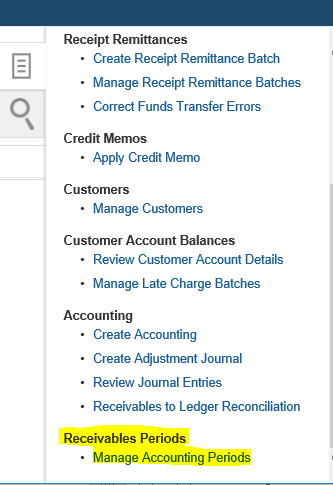 Receipt Remittances
• Create Receipt Remittance Batch
• Manage Receipt Remittance Batches
• Correct Funds Transfer Errors
Credit Memos
• Apply Credit Memo
Customers
• Manage Customers
Customer Account Balances
• Review Customer Account Details
• Manage Late Charge Batches
Accounting
• Create Accounting
• Create Adjustment Journal
• Review Journal Entries
• Receivables to Ledger Reconciliation
Receivables Periods
• Manage Accounting Periods